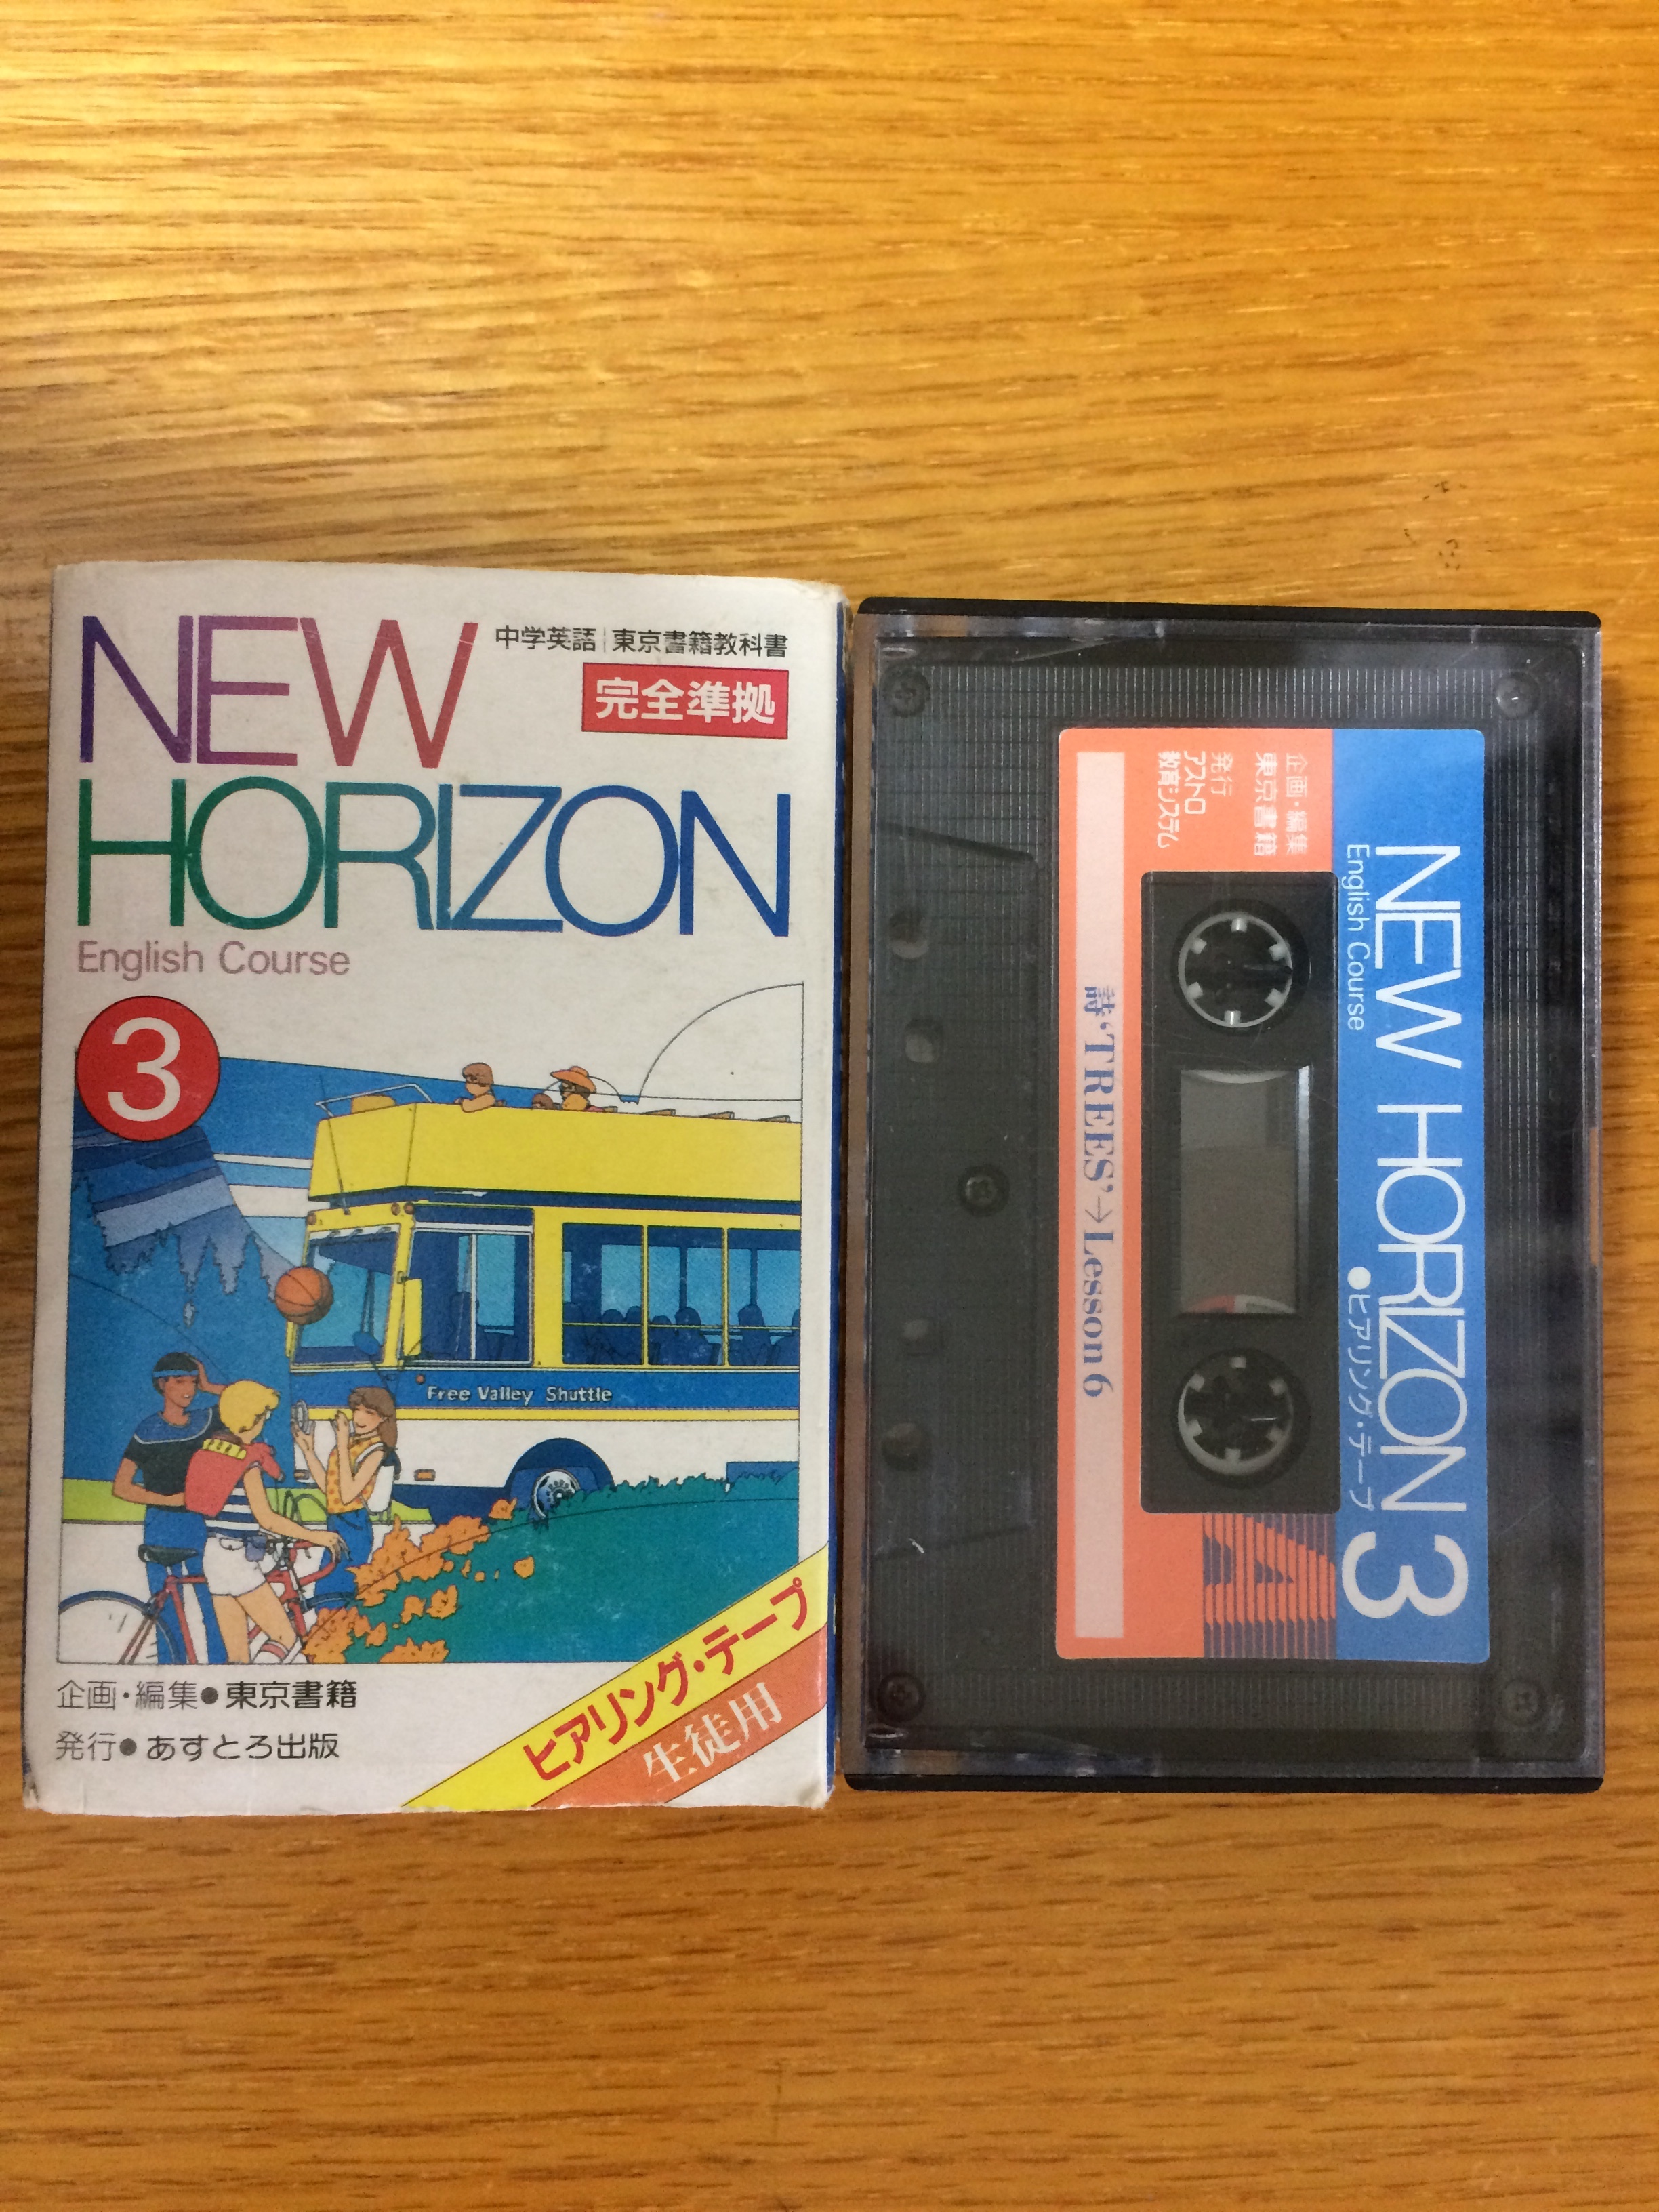 NEW
HORIZON
English Course
中学英語|東京書籍教科書
完全準拠
3
Free Valley Shuttle
ヒアリング・テープ
生徒用
企画・編集●東京書籍
発行●あすとろ出版
NEW HORIZON 3
English Course ●ヒアリング・テープ
企画・編集
東京書籍
発行
アストロ
教育システム
A
詩‘TREES’→Lesson 6